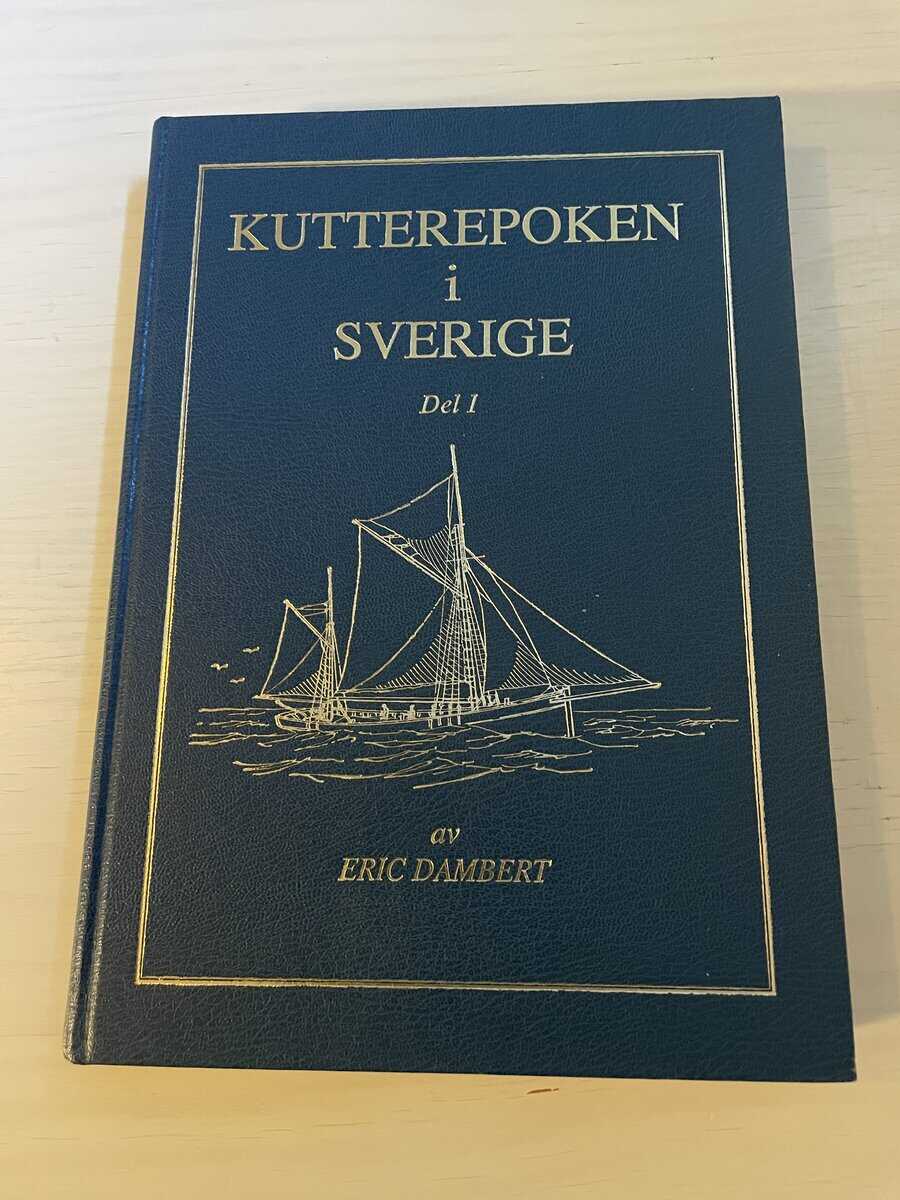 KUTTEREPOKEN
i
SVERIGE
Del I
av
ERIC DAMBERT